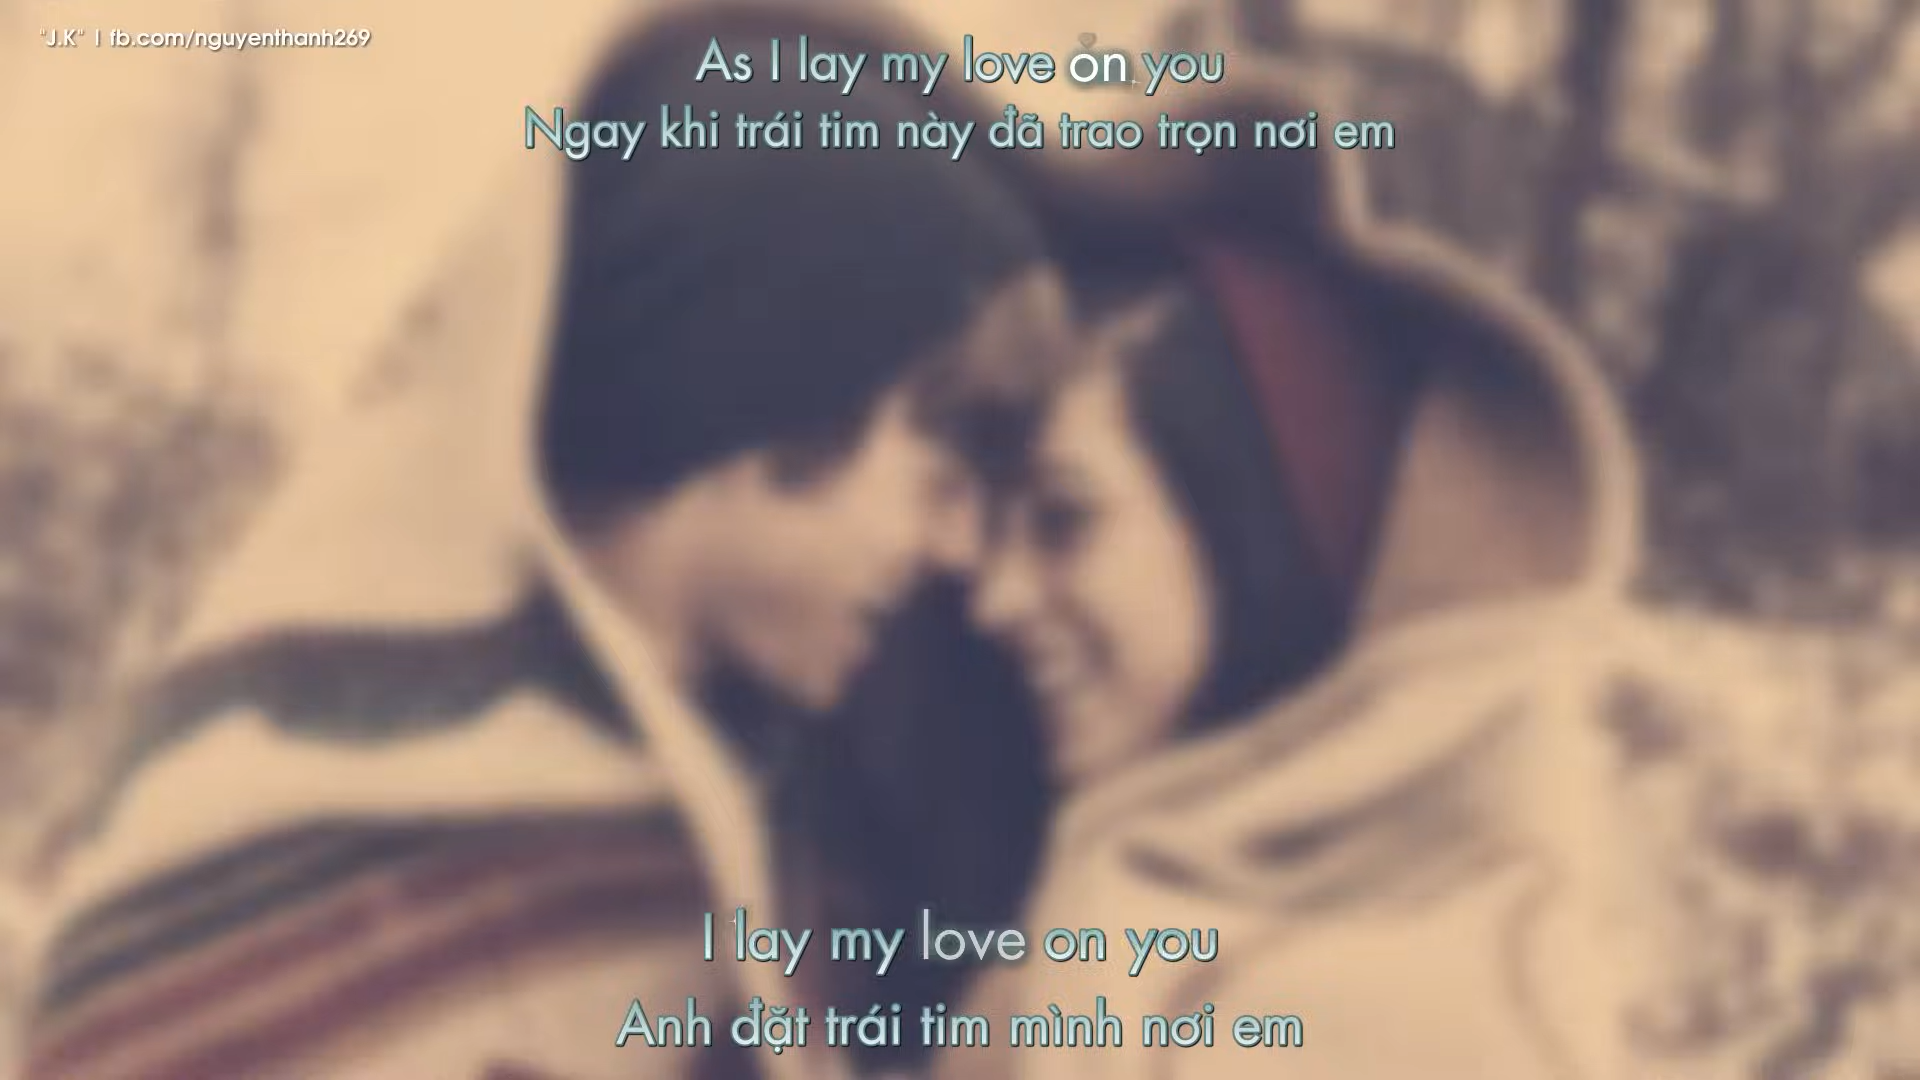 "J.K" | fb.com/nguyenthanh269
As I lay my love on you
Ngay khi trái tim này đã trao trọn nơi em
I lay my love on you
Anh đặt trái tim mình nơi em